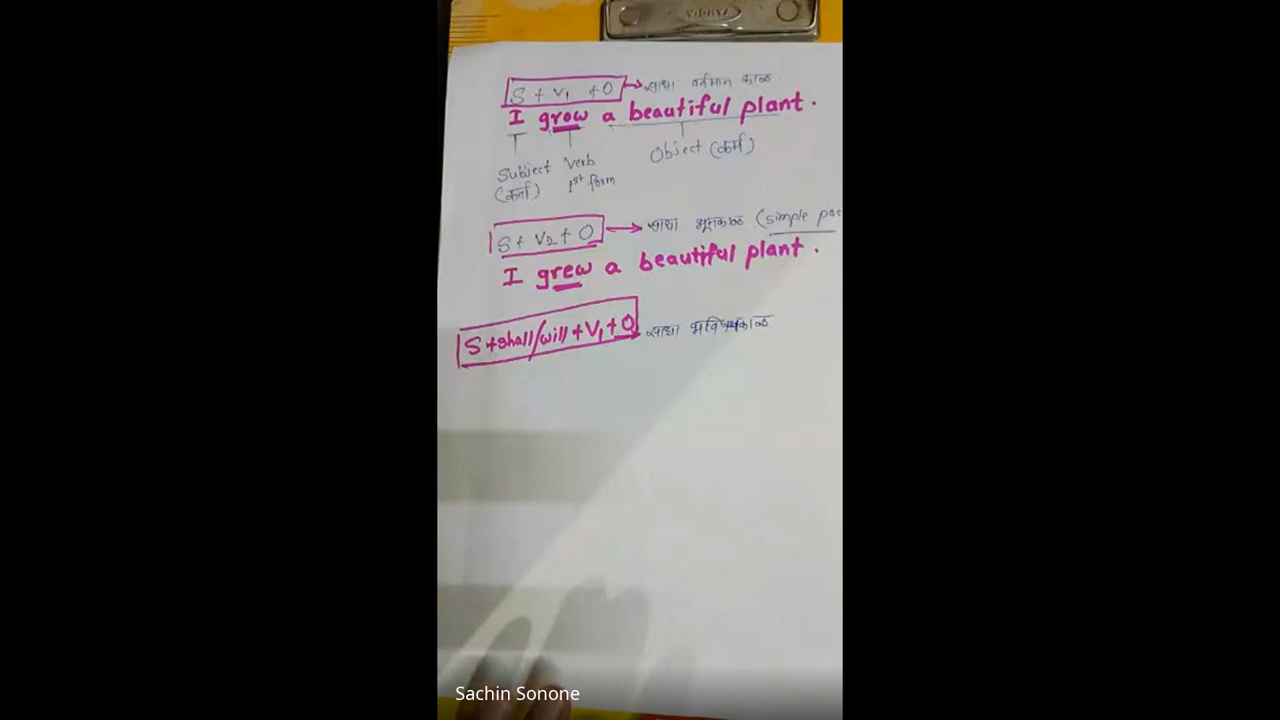 S + V1 + O → साधा वर्तमान काळ
I grow a beautiful plant.
Subject Verb Object (कर्म)
(कर्ता) 1st form
S + V2 + O → साधा भूतकाळ (simple pas
I grew a beautiful plant.
S + shall/will + V1 + O → साधा भविष्यकाळ
Sachin Sonone